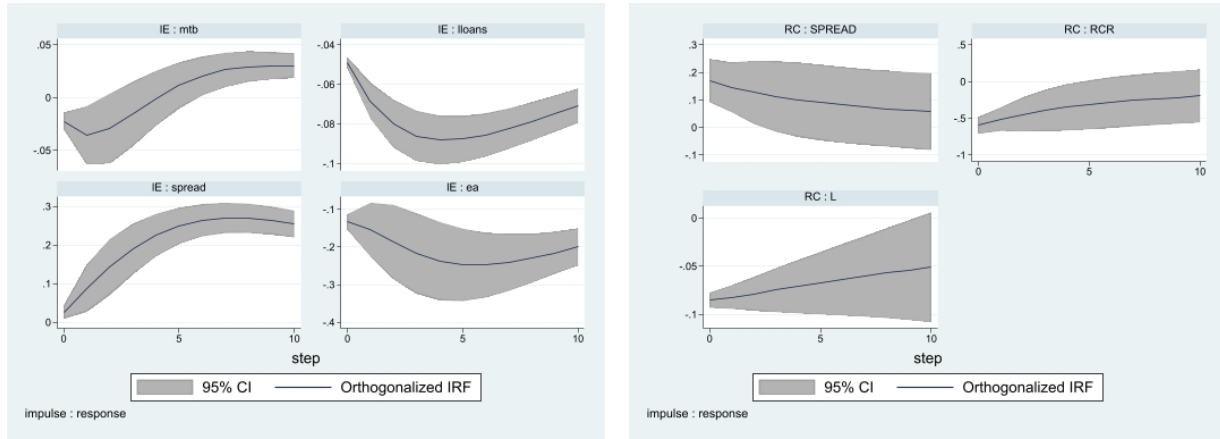 IE : mtb
IE : lloans
.05
0
-.05
-.04
-.06
-.08
-.1
IE : spread
IE : ea
.3
.2
.1
0
-.1
-.2
-.3
-.4
0
5
10
0
5
10
step
95% CI
Orthogonalized IRF
impulse : response
RC : SPREAD
RC : RCR
.3
.2
.1
0
-.1
.5
0
-.5
-1
0
5
10
RC : L
0
-.05
-.1
0
5
10
step
95% CI
Orthogonalized IRF
impulse : response